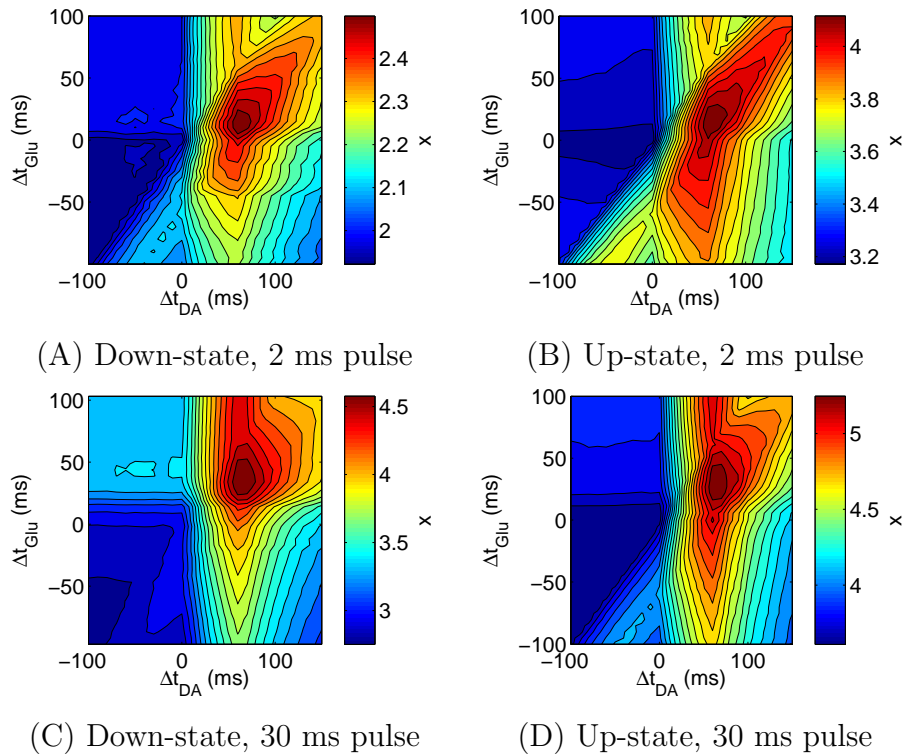 100
50
0
−50
−100 0 100
Δt_Glu (ms)
Δt_DA (ms)
2.4
2.3
2.2
2.1
2
x
(A) Down-state, 2 ms pulse
100
50
0
−50
−100 0 100
Δt_Glu (ms)
Δt_DA (ms)
4
3.8
3.6
3.4
3.2
x
(B) Up-state, 2 ms pulse
100
50
0
−50
−100 0 100
Δt_Glu (ms)
Δt_DA (ms)
4.5
4
3.5
3
x
(C) Down-state, 30 ms pulse
100
50
0
−50
−100
−100 0 100
Δt_Glu (ms)
Δt_DA (ms)
5
4.5
4
x
(D) Up-state, 30 ms pulse